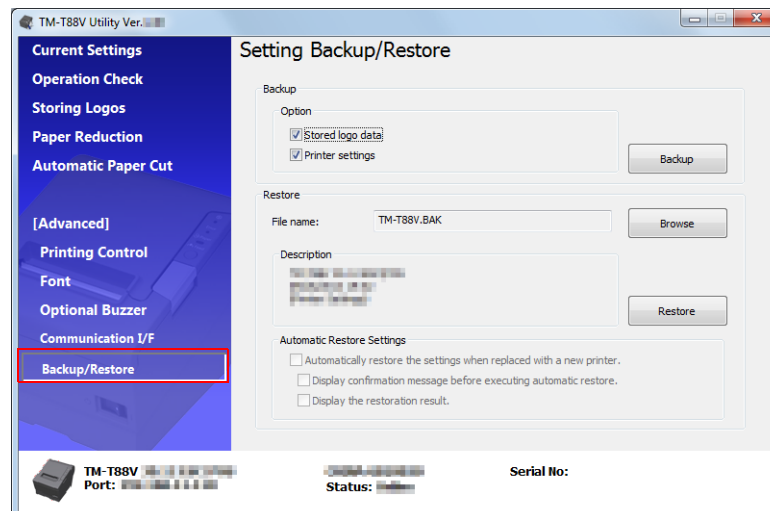 TM-T88V Utility Ver.
Current Settings
Operation Check
Storing Logos
Paper Reduction
Automatic Paper Cut
[Advanced]
Printing Control
Font
Optional Buzzer
Communication I/F
Backup/Restore
Setting Backup/Restore
Backup
Option
Stored logo data
Printer settings
Backup
Restore
File name:
TM-T88V.BAK
Browse
Description
Restore
Automatic Restore Settings
Automatically restore the settings when replaced with a new printer.
Display confirmation message before executing automatic restore.
Display the restoration result.
TM-T88V
Port:
Status:
Serial No: